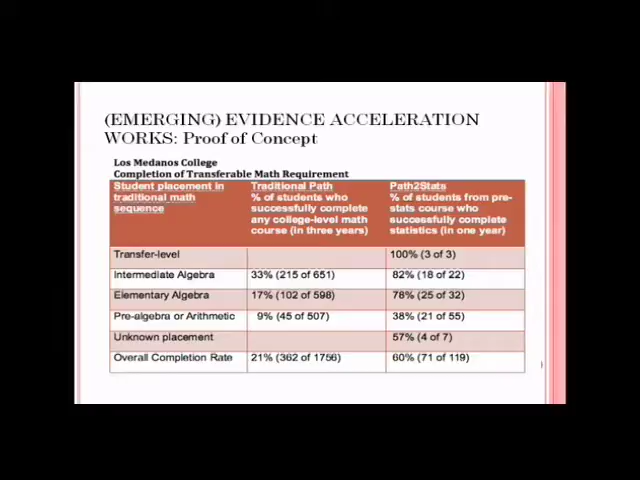 (EMERGING) EVIDENCE ACCELERATION
WORKS: Proof of Concept
Los Medanos College
Completion of Transferable Math Requirement
Student placement in traditional math sequence Traditional Path % of students who successfully complete any college-level math course (in three years) Path2Stats % of students from pre-stats course who successfully complete statistics (in one year)
Transfer-level 100% (3 of 3)
Intermediate Algebra 33% (215 of 651) 82% (18 of 22)
Elementary Algebra 17% (102 of 598) 78% (25 of 32)
Pre-algebra or Arithmetic 9% (45 of 507) 38% (21 of 55)
Unknown placement 57% (4 of 7)
Overall Completion Rate 21% (362 of 1756) 60% (71 of 119)